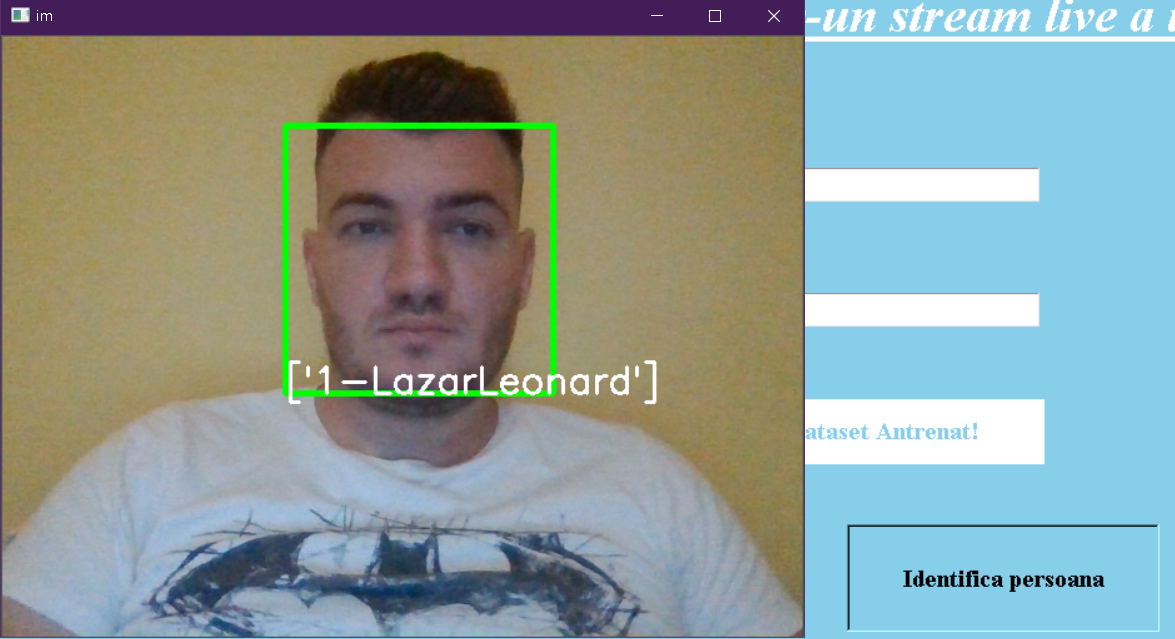 im
-un stream live a
['1-LazarLeonard']
ataset Antrenat!
Identifica persoana